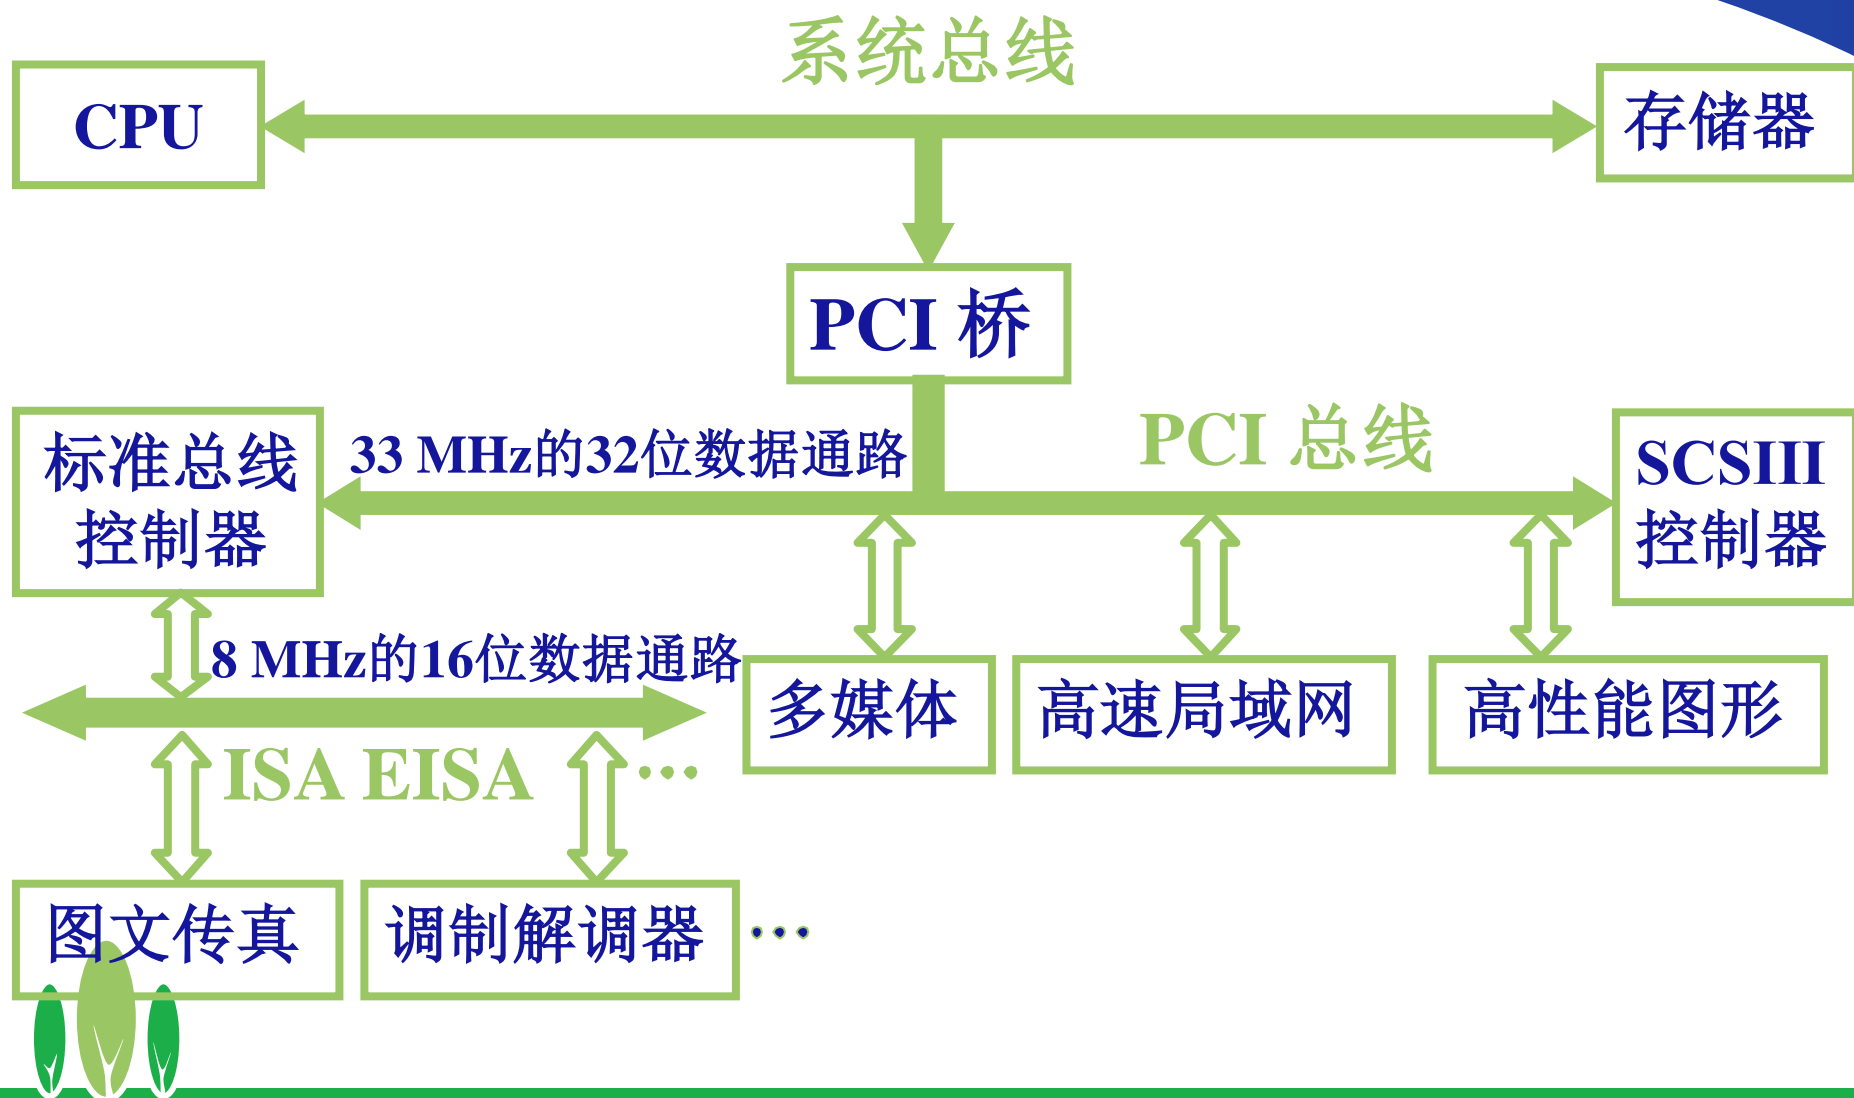 系统总线
CPU
存储器
PCI 桥
标准总线
控制器
33 MHz的32位数据通路
PCI 总线
SCSIII
控制器
8 MHz的16位数据通路
多媒体
高速局域网
高性能图形
ISA EISA
…
图文传真
调制解调器
…